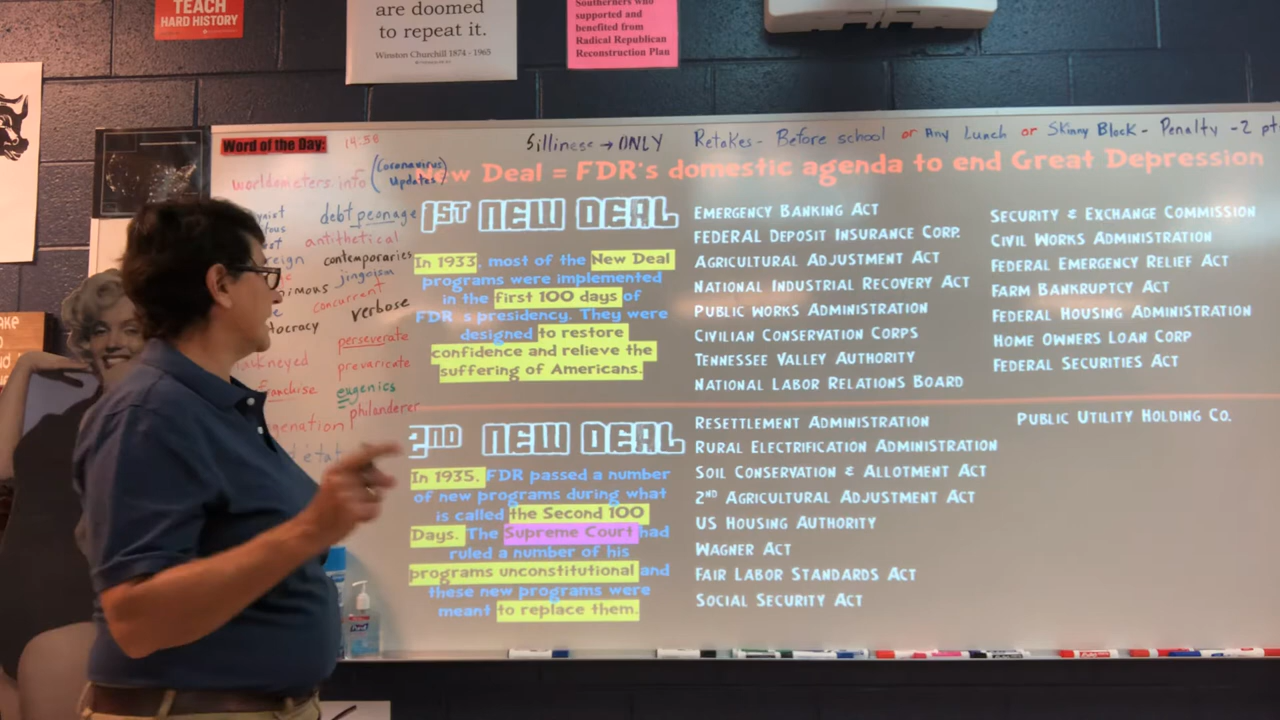 TEACH
HARD HISTORY
are doomed
to repeat it.
Winston Churchill 1874 - 1965
Southerners who
supported and
benefited from
Radical Republican
Reconstruction Plan
Word of the Day:
14:58
Silliness → ONLY
Retakes - Before school or Any Lunch or Skinny Block - Penalty -2 pt
worldometers.info (Coronavirus Updates)
New Deal = FDR's domestic agenda to end Great Depression
debt peonage
antithetical
contemporaries
jingoism
concurrent
verbose
perseverate
prevaricate
eugenics
philanderer
1ST NEW DEAL
In 1933, most of the New Deal
programs were implemented
in the first 100 days of
FDR's presidency. They were
designed to restore
confidence and relieve the
suffering of Americans.
EMERGENCY BANKING ACT
FEDERAL DEPOSIT INSURANCE CORP.
AGRICULTURAL ADJUSTMENT ACT
NATIONAL INDUSTRIAL RECOVERY ACT
PUBLIC WORKS ADMINISTRATION
CIVILIAN CONSERVATION CORPS
TENNESSEE VALLEY AUTHORITY
NATIONAL LABOR RELATIONS BOARD
SECURITY & EXCHANGE COMMISSION
CIVIL WORKS ADMINISTRATION
FEDERAL EMERGENCY RELIEF ACT
FARM BANKRUPTCY ACT
FEDERAL HOUSING ADMINISTRATION
HOME OWNERS LOAN CORP
FEDERAL SECURITIES ACT
2ND NEW DEAL
In 1935, FDR passed a number
of new programs during what
is called the Second 100
Days. The Supreme Court had
ruled a number of his
programs unconstitutional and
these new programs were
meant to replace them.
RESETTLEMENT ADMINISTRATION
RURAL ELECTRIFICATION ADMINISTRATION
SOIL CONSERVATION & ALLOTMENT ACT
2ND AGRICULTURAL ADJUSTMENT ACT
US HOUSING AUTHORITY
WAGNER ACT
FAIR LABOR STANDARDS ACT
SOCIAL SECURITY ACT
PUBLIC UTILITY HOLDING CO.